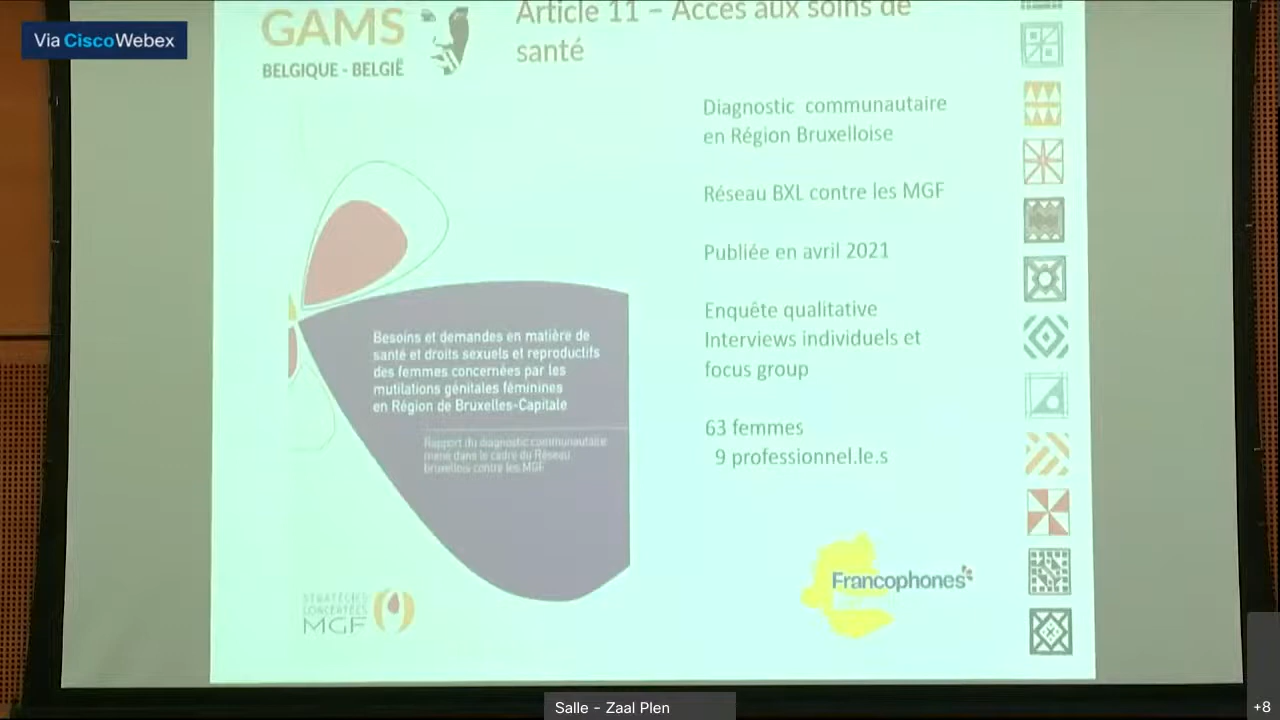 Via CiscoWebex
GAMS
BELGIQUE - BELGIË
Article 11 – Accès aux soins de
santé
Diagnostic communautaire
en Région Bruxelloise
Réseau BXL contre les MGF
Publiée en avril 2021
Enquête qualitative
Interviews individuels et
focus group
63 femmes
9 professionnel.le.s
Besoins et demandes en matière de
santé et droits sexuels et reproductifs
des femmes concernées par les
mutilations génitales féminines
en Région de Bruxelles-Capitale
Rapport du diagnostic communautaire
mené dans le cadre du Réseau
bruxellois contre les MGF
STRATÉGIES
CONCERTÉES
MGF
Francophones
Salle - Zaal Plen
+8